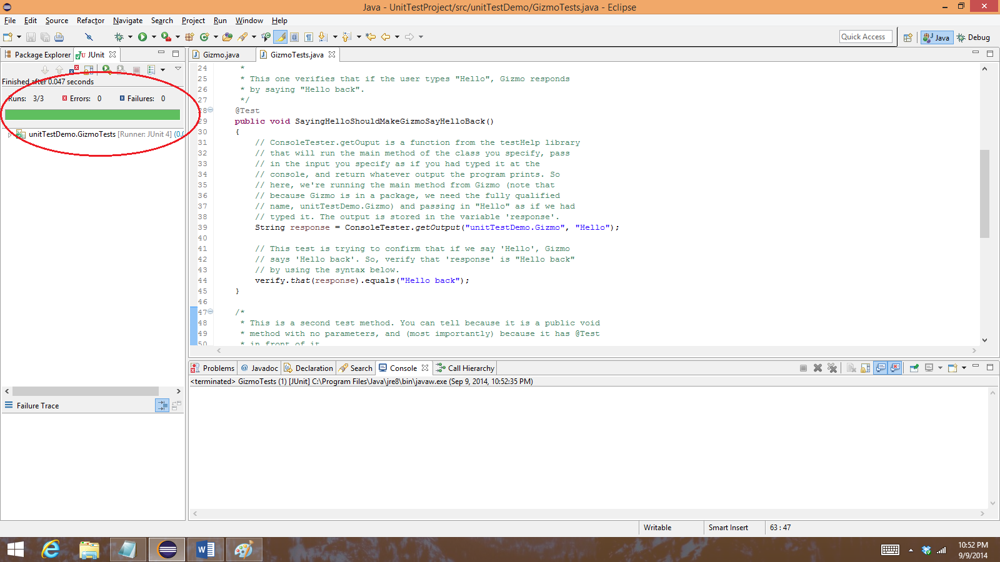 Java - UnitTestProject/src/unitTestDemo/GizmoTests.java - Eclipse
File Edit Source Refactor Navigate Search Project Run Window Help
Quick Access Java Debug
Package Explorer JUnit
Finished after 0.047 seconds
Runs: 3/3 Errors: 0 Failures: 0
unitTestDemo.GizmoTests [Runner: JUnit 4] (0.0
Failure Trace
Gizmo.java GizmoTests.java
24 *
25 * This one verifies that if the user types "Hello", Gizmo responds
26 * by saying "Hello back".
27 */
28 @Test
29 public void SayingHelloShouldMakeGizmoSayHelloBack()
30 {
31 // ConsoleTester.getOuput is a function from the testHelp library
32 // that will run the main method of the class you specify, pass
33 // in the input you specify as if you had typed it at the
34 // console, and return whatever output the program prints. So
35 // here, we're running the main method from Gizmo (note that
36 // because Gizmo is in a package, we need the fully qualified
37 // name, unitTestDemo.Gizmo) and passing in "Hello" as if we had
38 // typed it. The output is stored in the variable 'response'.
39 String response = ConsoleTester.getOutput("unitTestDemo.Gizmo", "Hello");
40
41 // This test is trying to confirm that if we say 'Hello', Gizmo
42 // says 'Hello back'. So, verify that 'response' is "Hello back"
43 // by using the syntax below.
44 verify.that(response).equals("Hello back");
45 }
46
47 /*
48 * This is a second test method. You can tell because it is a public void
49 * method with no parameters, and (most importantly) because it has @Test
50 * in front of it
Problems @ Javadoc Declaration Search Console Call Hierarchy
<terminated> GizmoTests (1) [JUnit] C:\Program Files\Java\jre8\bin\javaw.exe (Sep 9, 2014, 10:52:35 PM)
Writable Smart Insert 63 : 47
10:52 PM
9/9/2014